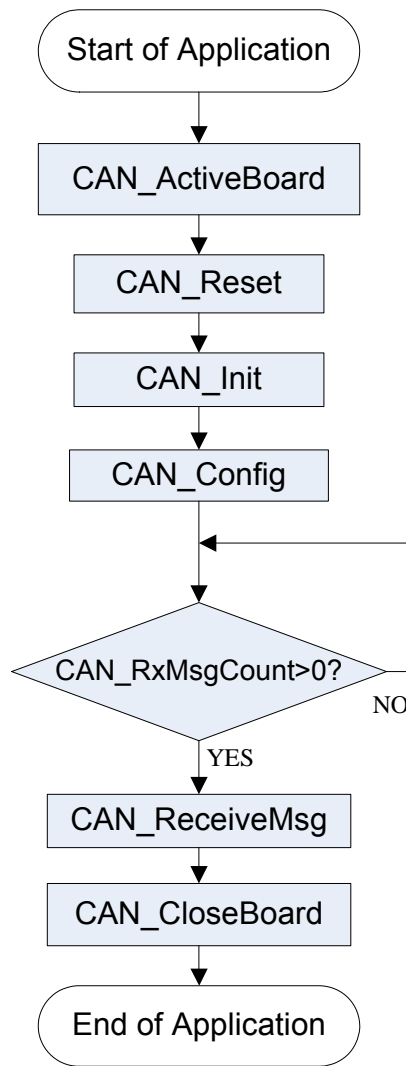 Start of Application
CAN_ActiveBoard
CAN_Reset
CAN_Init
CAN_Config
CAN_RxMsgCount>0?
NO
YES
CAN_ReceiveMsg
CAN_CloseBoard
End of Application